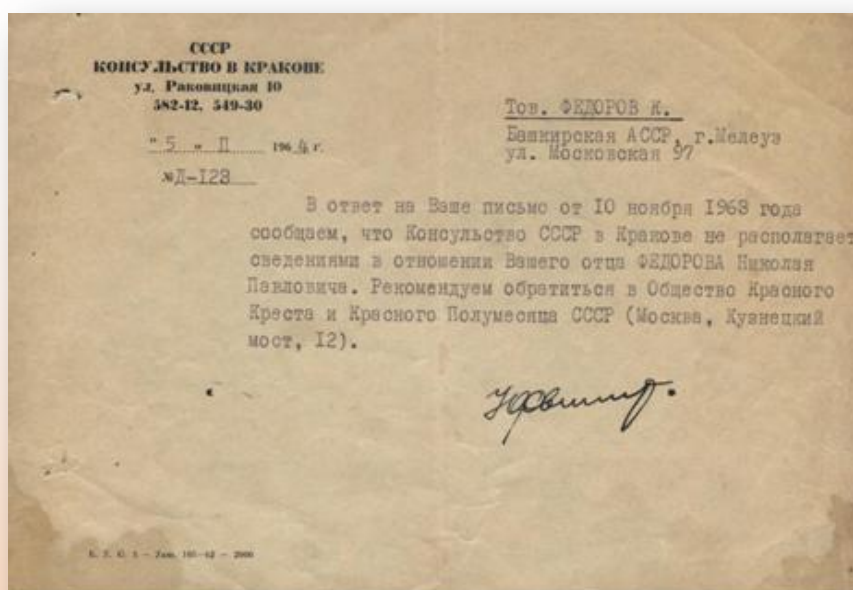 СССР
КОНСУЛЬСТВО В КРАКОВЕ
ул. Раковицкая 10
582-12, 549-30
"5" II 1964 г.
№Д-123
Тов. ФЕДОРОВ К.
Башкирская АССР, г.Мелеуз
ул. Московская 97
В ответ на Ваше письмо от 10 ноября 1963 года
сообщаем, что Консульство СССР в Кракове не располагает
сведениями в отношении Вашего отца ФЕДОРОВА Николая
Павловича. Рекомендуем обратиться в Общество Красного
Креста и Красного Полумесяца СССР (Москва, Кузнецкий
мост, 12).